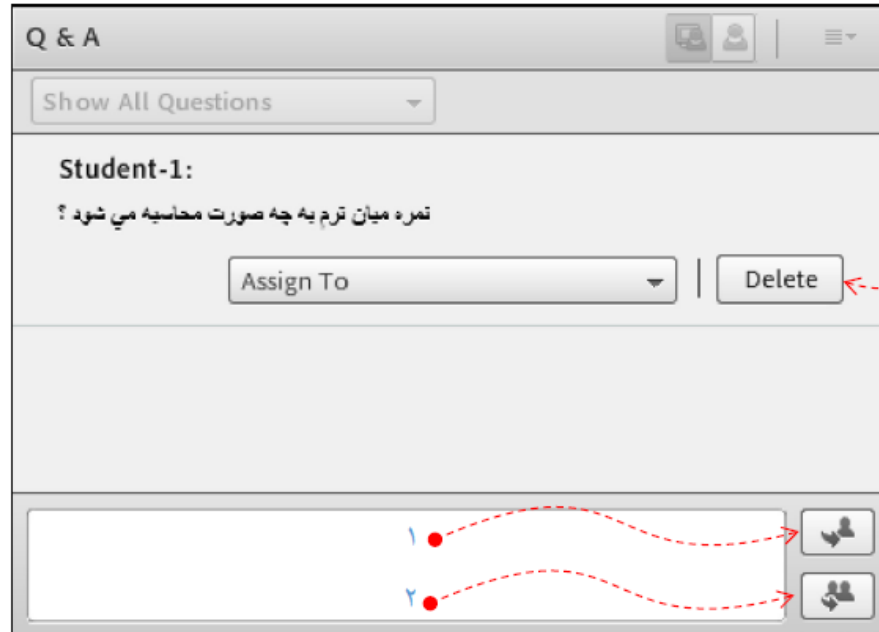 Q & A
Show All Questions
Student-1:
نمره ميان ترم به چه صورت محاسبه مي شود ؟
Assign To
Delete
۱
۲